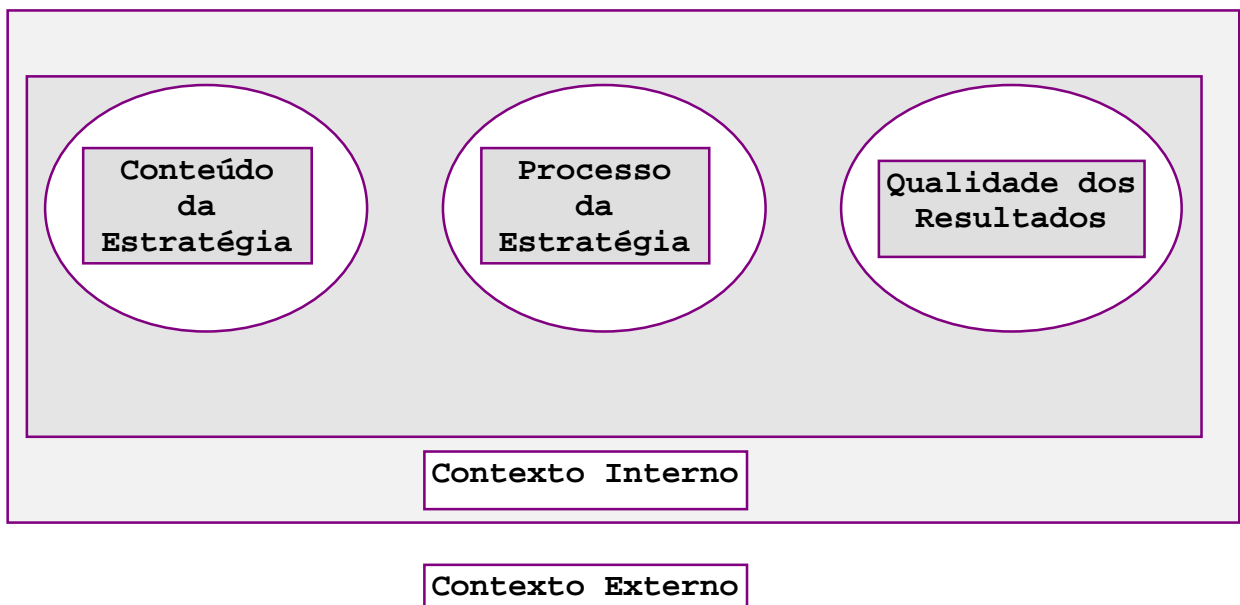 Conteúdo
da
Estratégia
Processo
da
Estratégia
Qualidade dos
Resultados
Contexto Interno
Contexto Externo